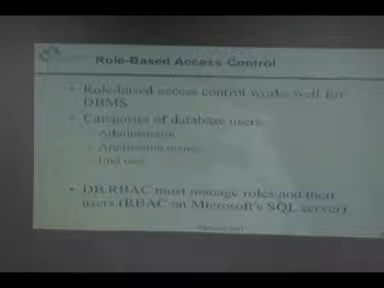 Role-Based Access Control
Role-based access control works well for
DBMS
Categories of database users:
Administrator
Application owner
End user
DB RBAC must manage roles and their
users (RBAC on Microsoft's SQL server)